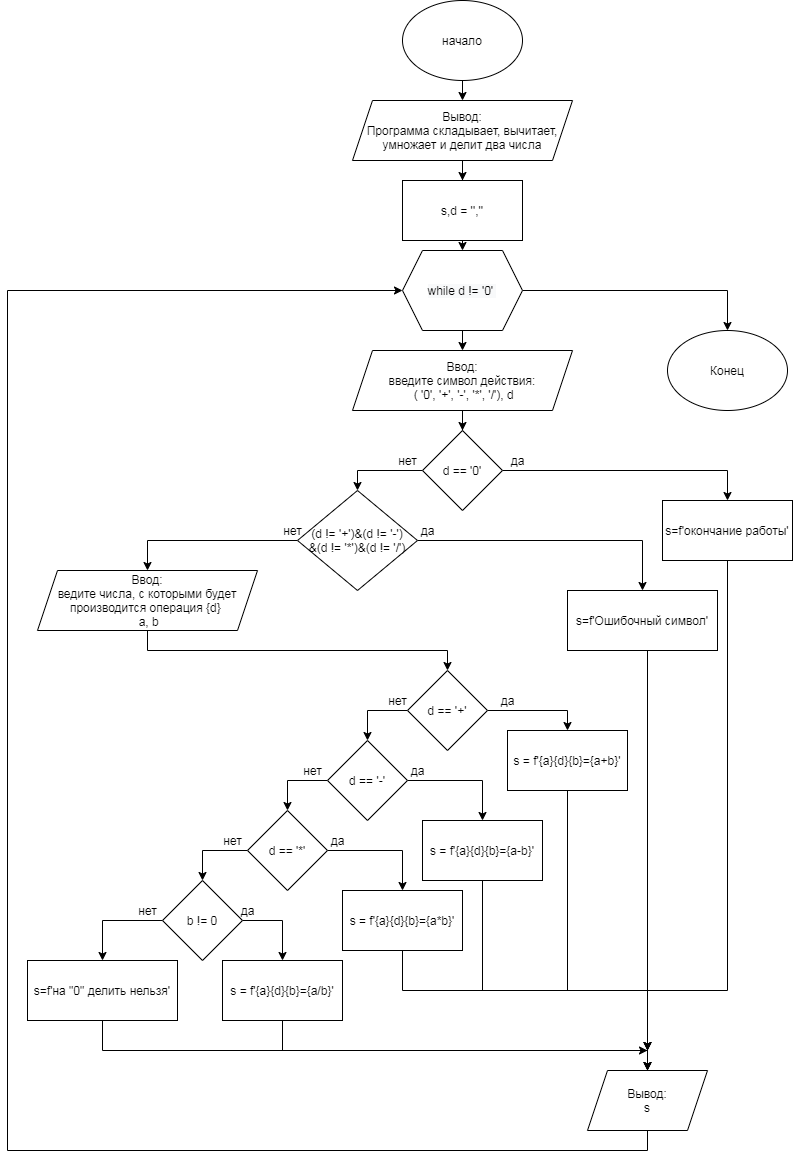 начало
Вывод:
Программа складывает, вычитает,
умножает и делит два числа
s,d = '',''
while d != '0'
Ввод:
введите символ действия:
( '0', '+', '-', '*', '/'), d
Конец
нет
да
d == '0'
s=f'окончание работы'
нет
да
(d != '+')&(d != '-')
&(d != '*')&(d != '/')
Ввод:
ведите числа, с которыми будет
производится операция {d}
a, b
s=f'Ошибочный символ'
нет
да
d == '+'
s = f'{a}{d}{b}={a+b}'
нет
да
d == '-'
s = f'{a}{d}{b}={a-b}'
нет
да
d == '*'
s = f'{a}{d}{b}={a*b}'
нет
да
b != 0
s=f'на "0" делить нельзя'
s = f'{a}{d}{b}={a/b}'
Вывод:
s